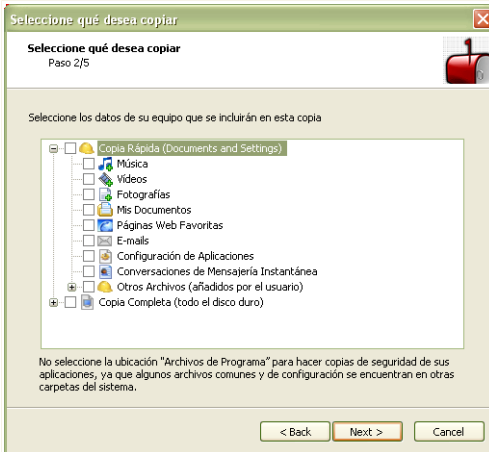 Seleccione qué desea copiar
Seleccione qué desea copiar
Paso 2/5
Seleccione los datos de su equipo que se incluirán en esta copia
Copia Rápida (Documents and Settings)
Música
Vídeos
Fotografías
Mis Documentos
Páginas Web Favoritas
E-mails
Configuración de Aplicaciones
Conversaciones de Mensajería Instantánea
Otros Archivos (añadidos por el usuario)
Copia Completa (todo el disco duro)
No seleccione la ubicación "Archivos de Programa" para hacer copias de seguridad de sus
aplicaciones, ya que algunos archivos comunes y de configuración se encuentran en otras
carpetas del sistema.
< Back Next > Cancel